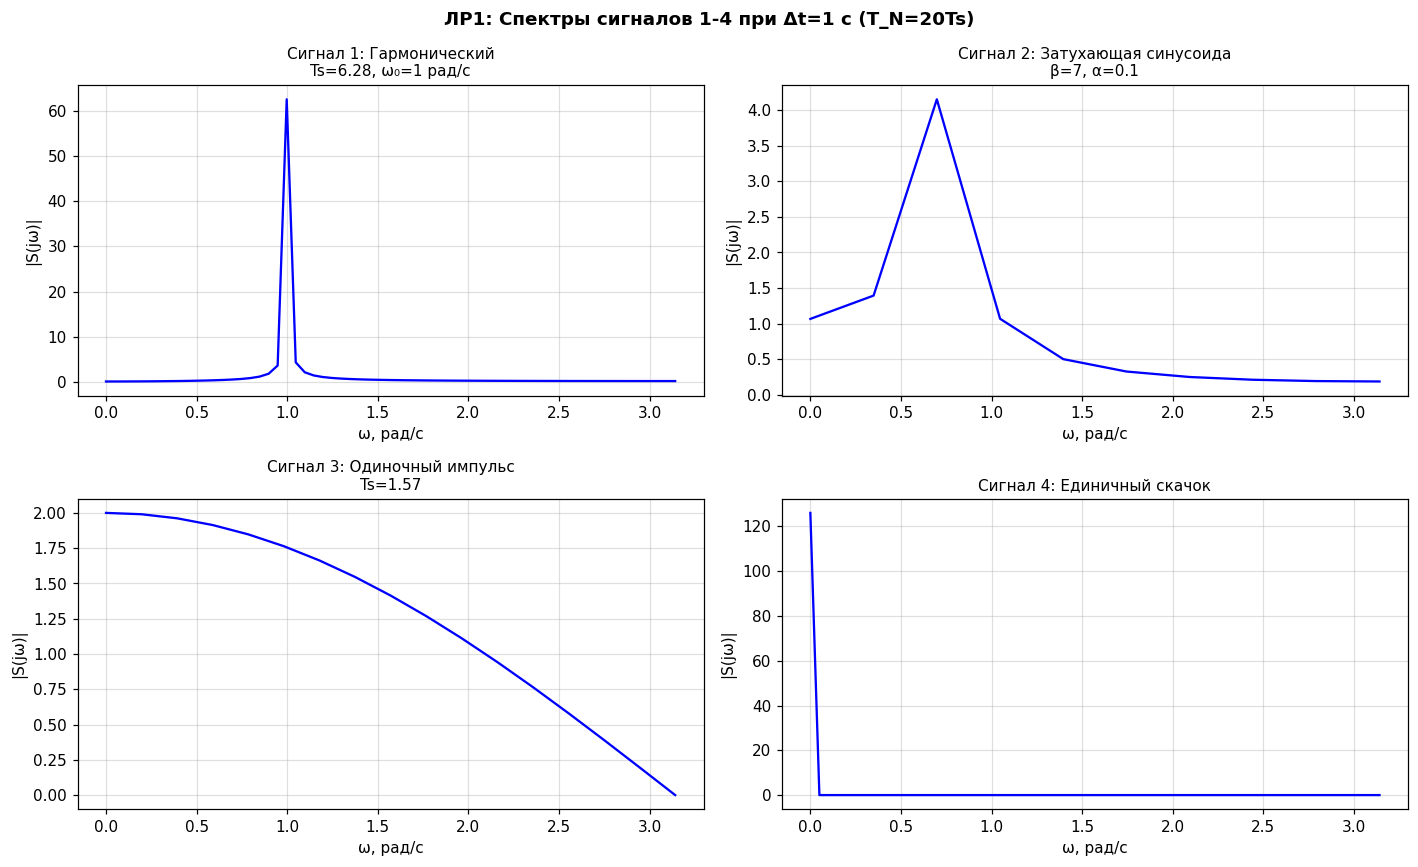 ЛР1: Спектры сигналов 1-4 при Δt=1 с (T_N=20Ts)
Сигнал 1: Гармонический
Ts=6.28, ω₀=1 рад/с
|S(jω)|
60
50
40
30
20
10
0
0.0 0.5 1.0 1.5 2.0 2.5 3.0
ω, рад/с
Сигнал 2: Затухающая синусоида
β=7, α=0.1
|S(jω)|
4.0
3.5
3.0
2.5
2.0
1.5
1.0
0.5
0.0
0.0 0.5 1.0 1.5 2.0 2.5 3.0
ω, рад/с
Сигнал 3: Одиночный импульс
Ts=1.57
|S(jω)|
2.00
1.75
1.50
1.25
1.00
0.75
0.50
0.25
0.00
0.0 0.5 1.0 1.5 2.0 2.5 3.0
ω, рад/с
Сигнал 4: Единичный скачок
|S(jω)|
120
100
80
60
40
20
0
0.0 0.5 1.0 1.5 2.0 2.5 3.0
ω, рад/с